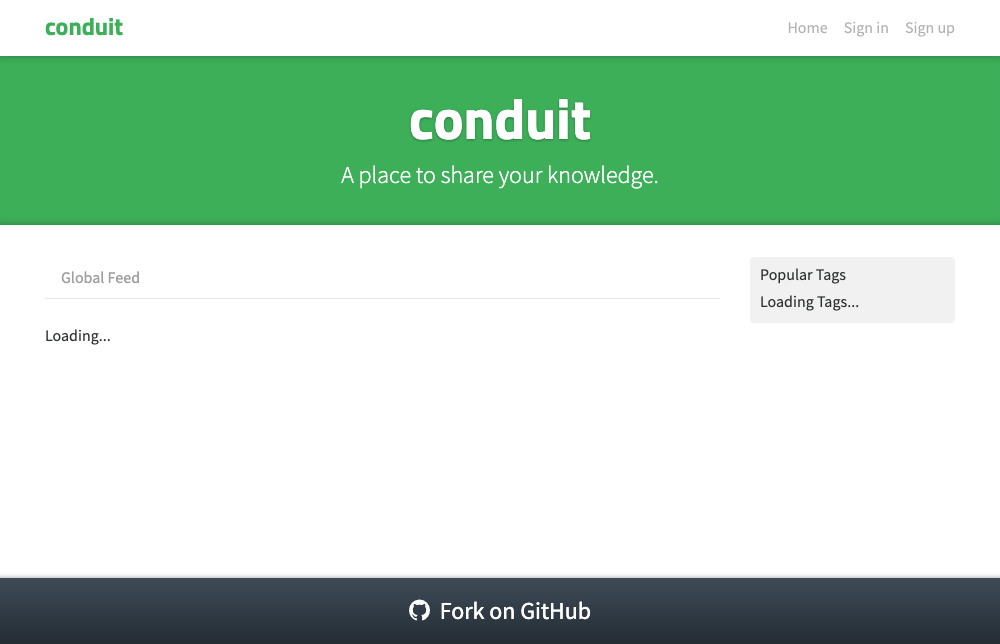 conduit
Home Sign in Sign up
conduit
A place to share your knowledge.
Global Feed
Loading...
Popular Tags
Loading Tags...
Fork on GitHub